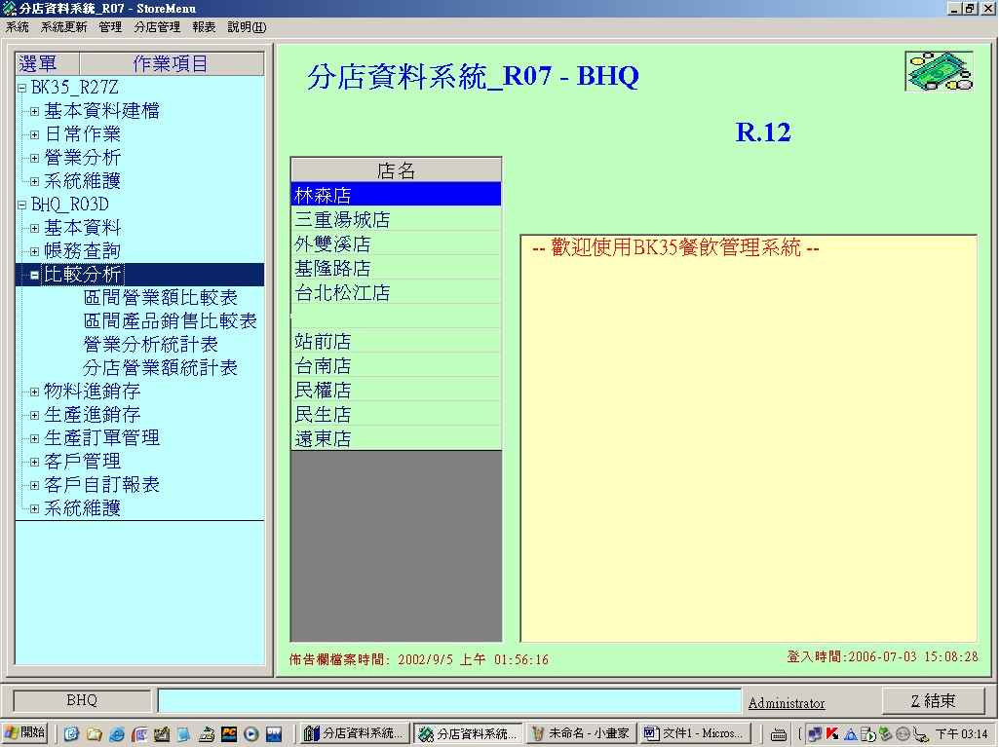 分店資料系統_R07 - StoreMenu
系統 系統更新 管理 分店管理 報表 說明(H)
選單 作業項目
BK35_R27Z
基本資料建檔
日常作業
營業分析
系統維護
BHQ_R03D
基本資料
帳務查詢
比較分析
區間營業額比較表
區間產品銷售比較表
營業分析統計表
分店營業額統計表
物料進銷存
生產進銷存
生產訂單管理
客戶管理
客戶自訂報表
系統維護
分店資料系統_R07 - BHQ
R.12
店名
林森店
三重湯城店
外雙溪店
基隆路店
台北松江店
站前店
台南店
民權店
民生店
遠東店
-- 歡迎使用BK35餐飲管理系統 --
佈告欄檔案時間: 2002/9/5 上午 01:56:16
登入時間:2006-07-03 15:08:28
BHQ
Administrator
Z 結束
開始
分店資料系統...
分店資料系統...
未命名 - 小畫家
文件1 - Micros...
下午 03:14